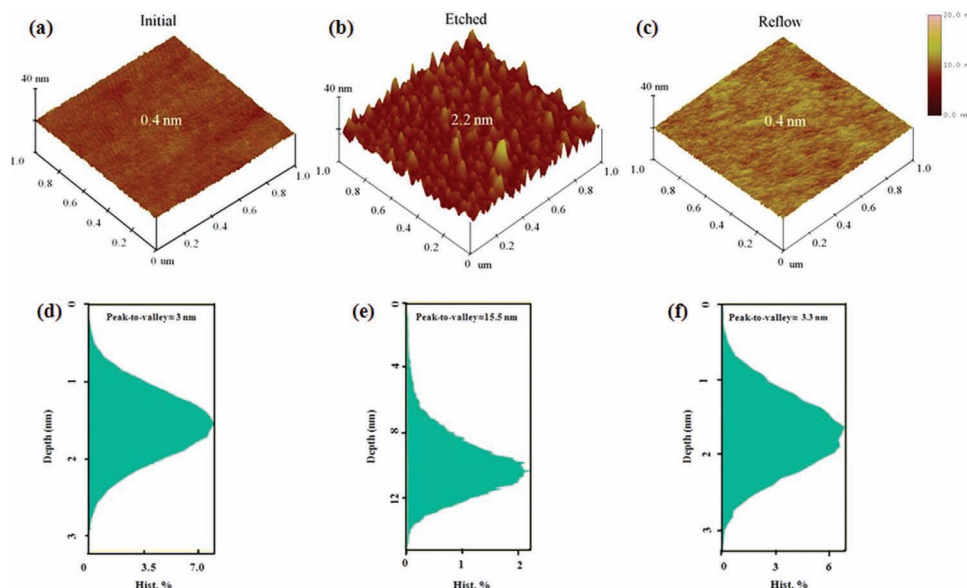 Initial
Etched
Reflow
(a)
(b)
(c)
20.0 n
10.0 n
0.0 n
40 nm
0.4 nm
1.0
0.8
0.6
0.4
0.2
0 um
0.2
0.4
0.6
0.8
1.0
40 nm
2.2 nm
1.0
0.8
0.6
0.4
0.2
0 um
0.2
0.4
0.6
0.8
1.0
40 nm
0.4 nm
1.0
0.8
0.6
0.4
0.2
0 um
0.2
0.4
0.6
0.8
1.0
(d)
Peak-to-valley≈3 nm
Depth (nm)
0
1
2
3
0
3.5
7.0
Hist. %
(e)
Peak-to-valley≈15.5 nm
Depth (nm)
0
4
8
12
0
1
2
Hist. %
(f)
Peak-to-valley≈ 3.3 nm
Depth (nm)
0
1
2
3
0
3
6
Hist. %